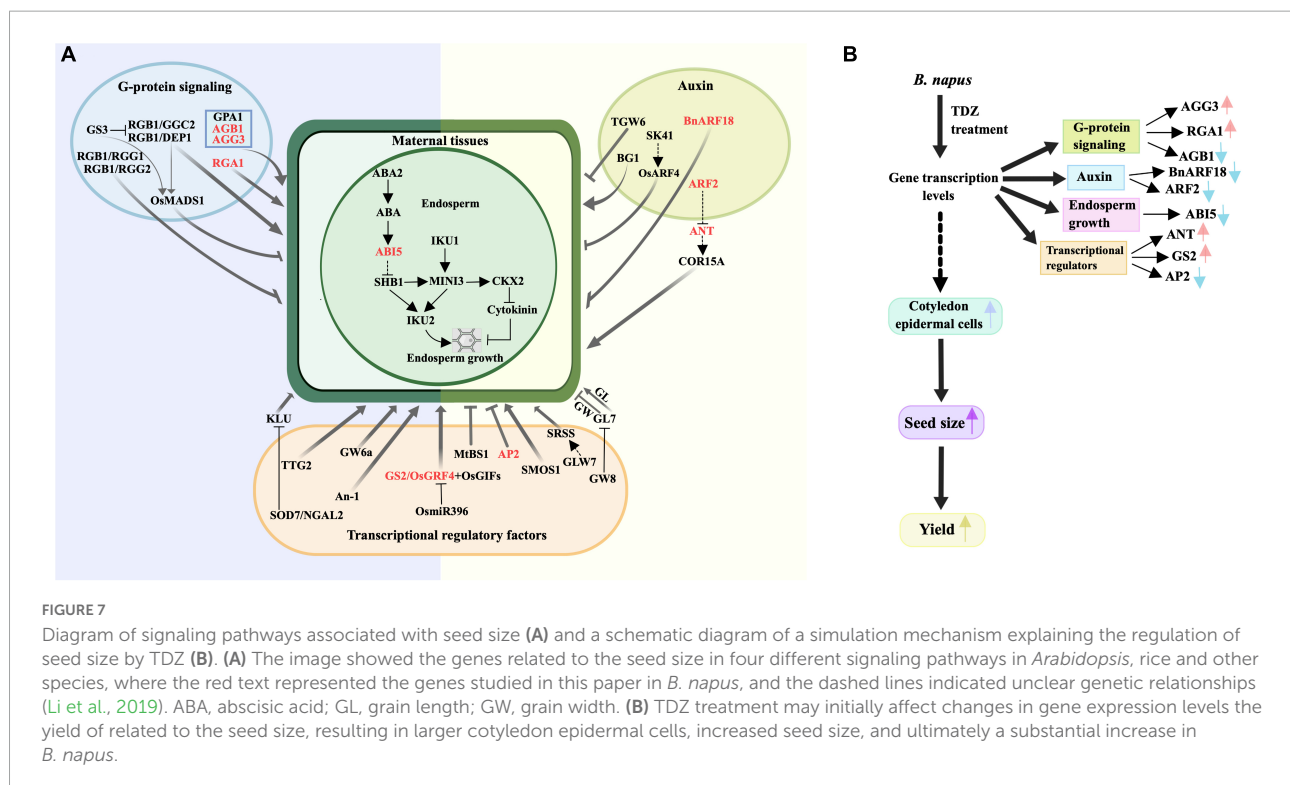 A
G-protein signaling
GS3
RGB1/GGC2
RGB1/DEP1
GPA1
AGB1
AGG3
RGB1/RGG1
RGB1/RGG2
RGA1
OsMADS1
Maternal tissues
ABA2
ABA
Endosperm
ABI5
IKU1
SHB1
MINI3
CKX2
IKU2
Cytokinin
Endosperm growth
Auxin
TGW6
BnARF18
SK41
BG1
OsARF4
ARF2
ANT
COR15A
KLU
TTG2
GW6a
An-1
SOD7/NGAL2
GS2/OsGRF4+OsGIFs
OsmiR396
MtBS1
AP2
SMOS1
SRSS
GLW7
GL
GW
GL7
GW8
Transcriptional regulatory factors
B
B. napus
TDZ
treatment
Gene transcription
levels
G-protein
signaling
AGG3
RGA1
AGB1
Auxin
BnARF18
ARF2
Endosperm
growth
ABI5
Transcriptional
regulators
ANT
GS2
AP2
Cotyledon
epidermal cells
Seed size
Yield
FIGURE 7
Diagram of signaling pathways associated with seed size (A) and a schematic diagram of a simulation mechanism explaining the regulation of
seed size by TDZ (B). (A) The image showed the genes related to the seed size in four different signaling pathways in Arabidopsis, rice and other
species, where the red text represented the genes studied in this paper in B. napus, and the dashed lines indicated unclear genetic relationships
(Li et al., 2019). ABA, abscisic acid; GL, grain length; GW, grain width. (B) TDZ treatment may initially affect changes in gene expression levels the
yield of related to the seed size, resulting in larger cotyledon epidermal cells, increased seed size, and ultimately a substantial increase in
B. napus.